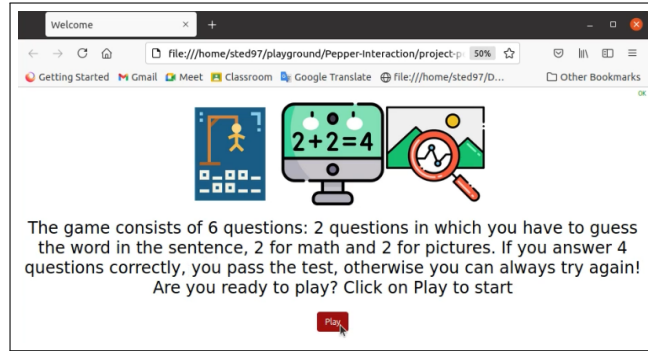 Welcome
file:///home/sted97/playground/Pepper-Interaction/project-p 50%
Getting Started Gmail Meet Classroom Google Translate file:///home/sted97/D... Other Bookmarks
OK
2+2=4
The game consists of 6 questions: 2 questions in which you have to guess
the word in the sentence, 2 for math and 2 for pictures. If you answer 4
questions correctly, you pass the test, otherwise you can always try again!
Are you ready to play? Click on Play to start
Play